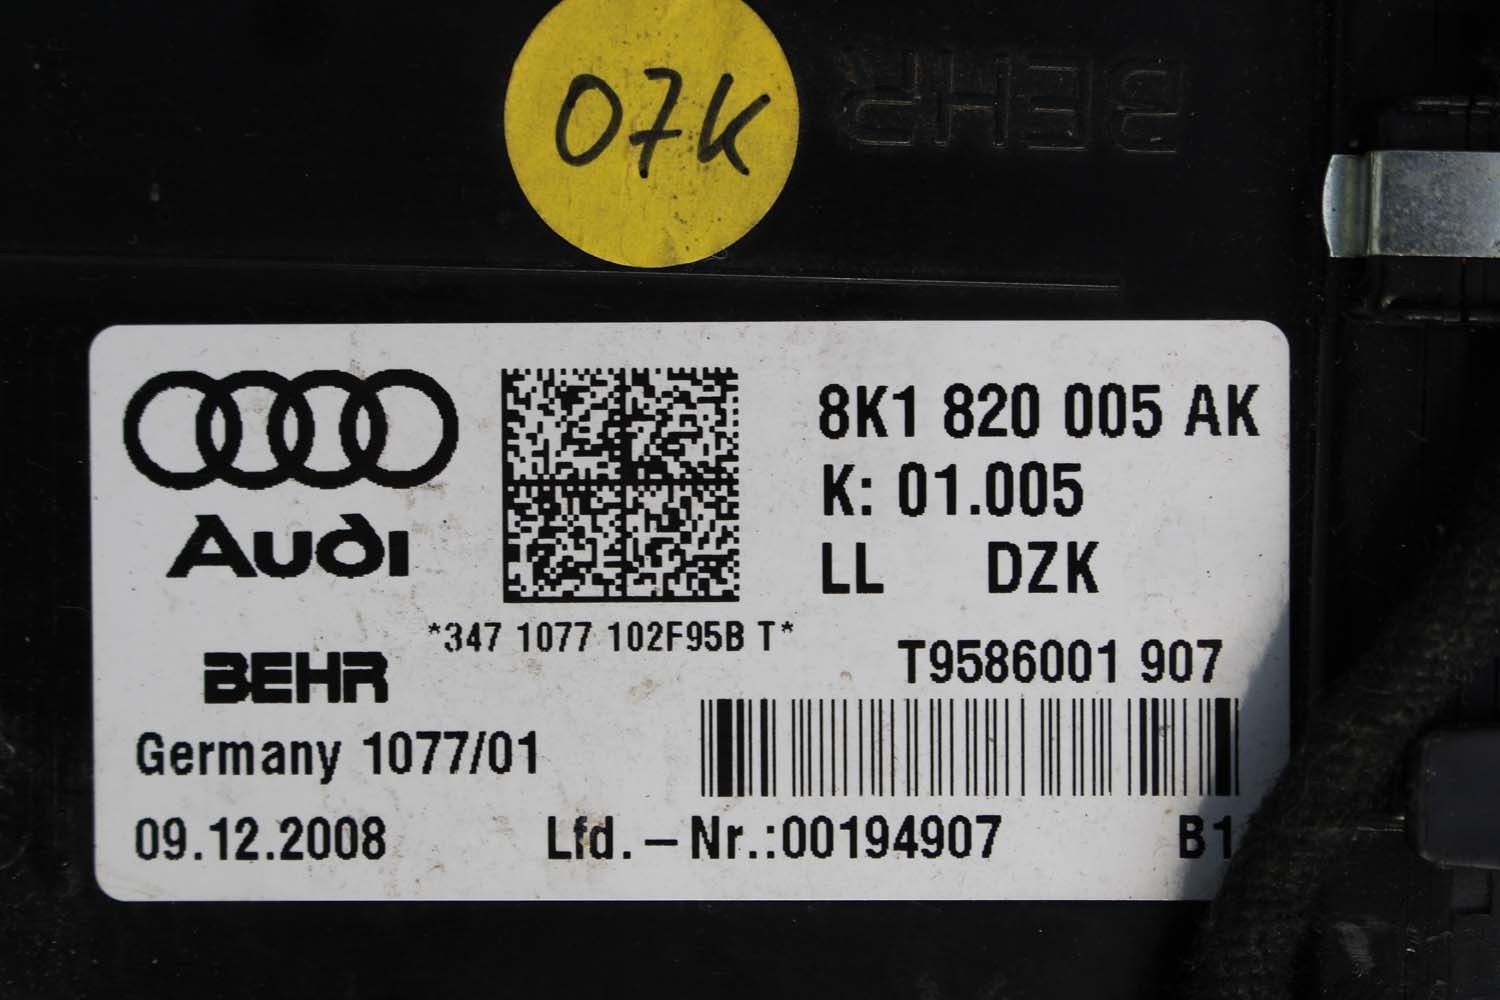 07K
BEHR
Audi
8K1 820 005 AK
K: 01.005
LL DZK
*347 1077 102F95B T*
T9586001 907
BEHR
Germany 1077/01
09.12.2008 Lfd.-Nr.:00194907 B1